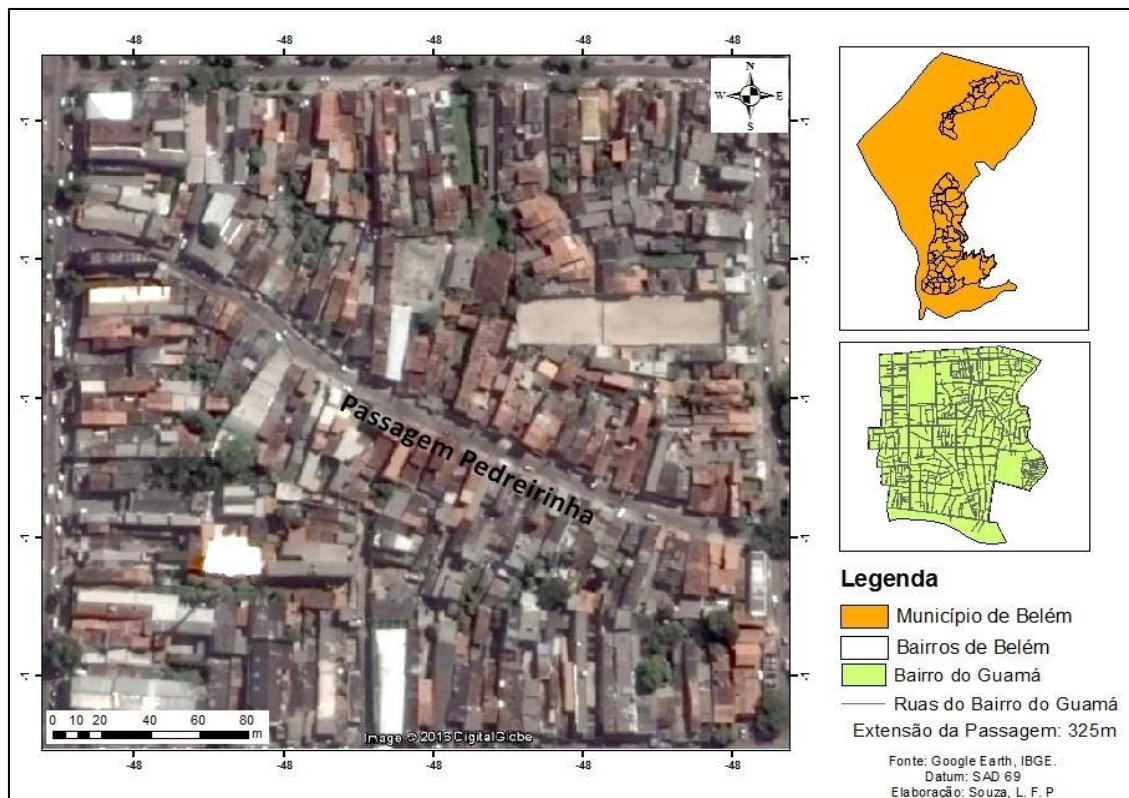 -48 -48 -48 -48 -48
N
W E
S
-1
-1
-1
-1
-1
-1
-1
-1
-1
-1
Passagem Pedreirinha
0 10 20 40 60 80
m
Image © 2015 DigitalGlobe
-48 -48 -48 -48 -48
Legenda
Município de Belém
Bairros de Belém
Bairro do Guamá
Ruas do Bairro do Guamá
Extensão da Passagem: 325m
Fonte: Google Earth, IBGE.
Datum: SAD 69
Elaboração: Souza, L. F. P